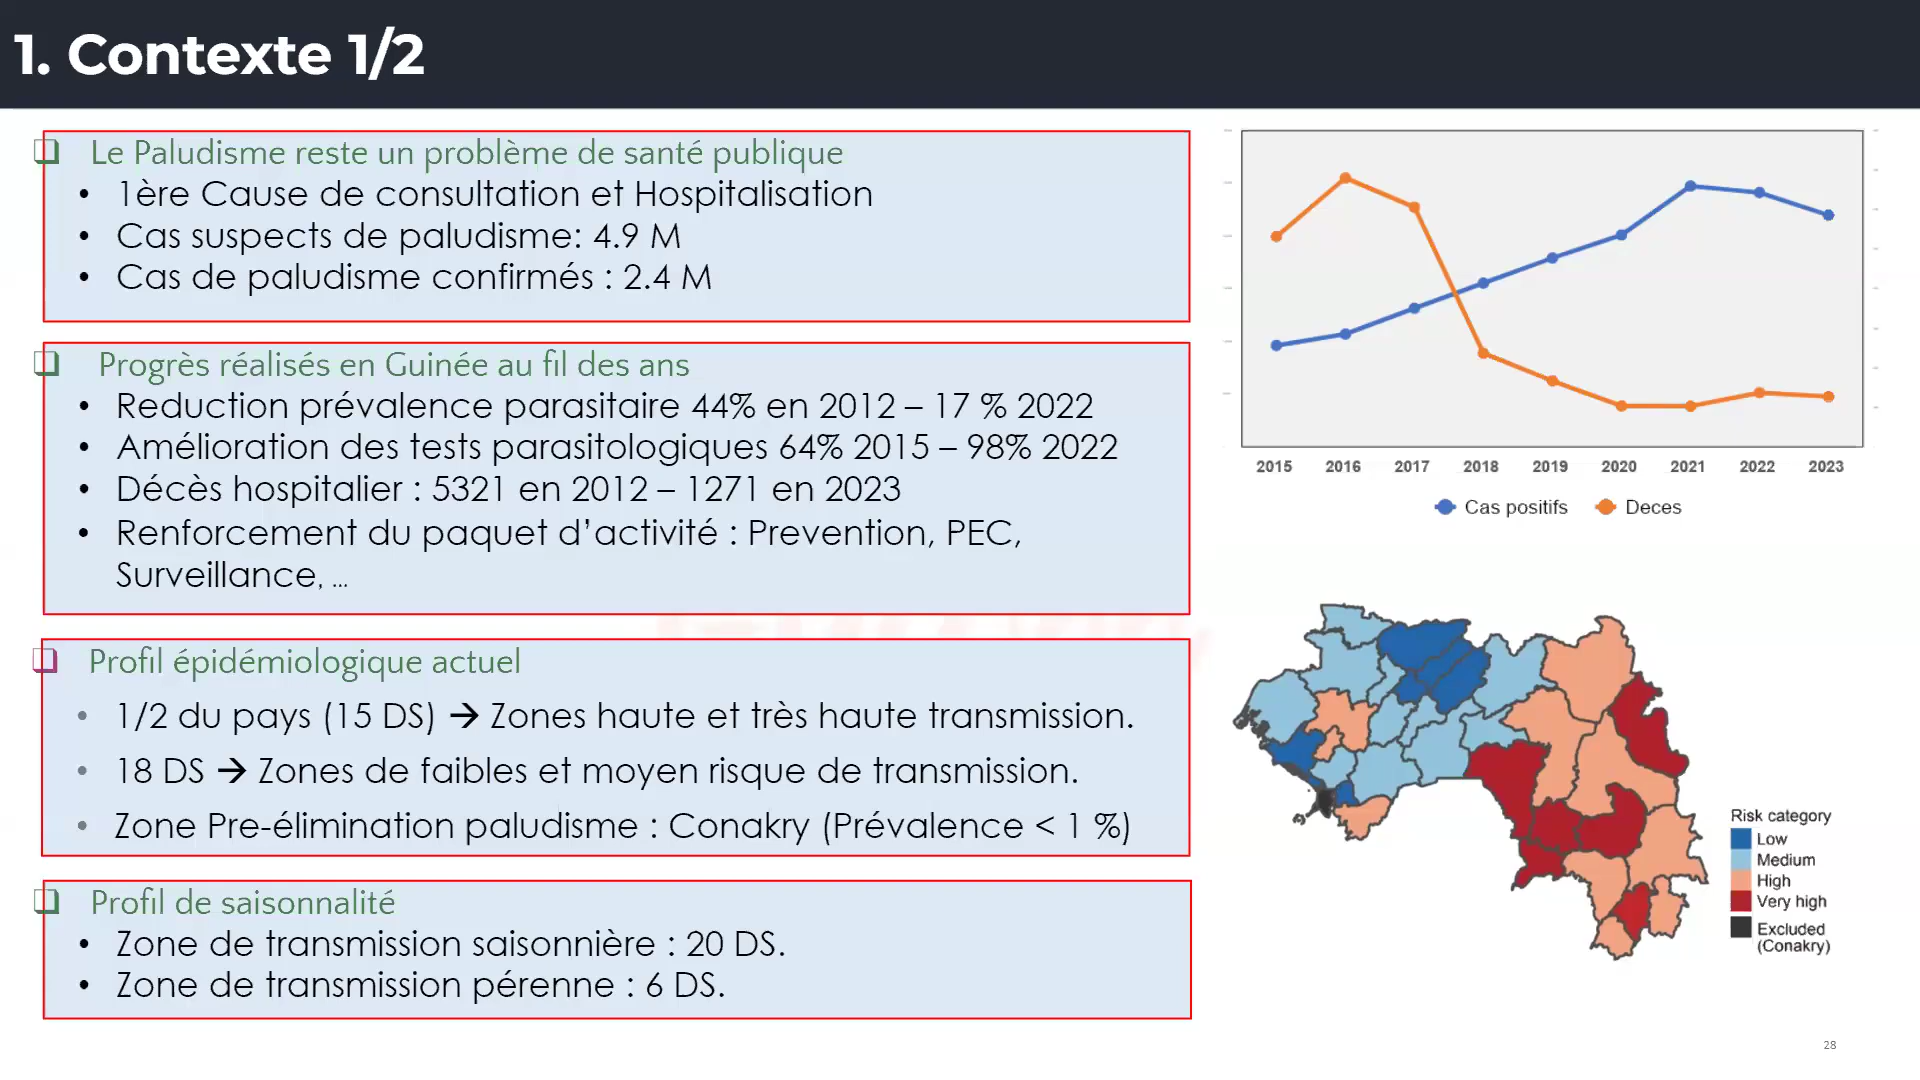 1. Contexte 1/2
Le Paludisme reste un problème de santé publique
• 1ère Cause de consultation et Hospitalisation
• Cas suspects de paludisme: 4.9 M
• Cas de paludisme confirmés : 2.4 M
Progrès réalisés en Guinée au fil des ans
• Reduction prévalence parasitaire 44% en 2012 – 17 % 2022
• Amélioration des tests parasitologiques 64% 2015 – 98% 2022
• Décès hospitalier : 5321 en 2012 – 1271 en 2023
• Renforcement du paquet d’activité : Prevention, PEC,
Surveillance, ...
Profil épidémiologique actuel
• 1/2 du pays (15 DS) → Zones haute et très haute transmission.
• 18 DS → Zones de faibles et moyen risque de transmission.
• Zone Pre-élimination paludisme : Conakry (Prévalence < 1 %)
Profil de saisonnalité
• Zone de transmission saisonnière : 20 DS.
• Zone de transmission pérenne : 6 DS.
2015 2016 2017 2018 2019 2020 2021 2022 2023
Cas positifs Deces
Risk category
Low
Medium
High
Very high
Excluded
(Conakry)
28